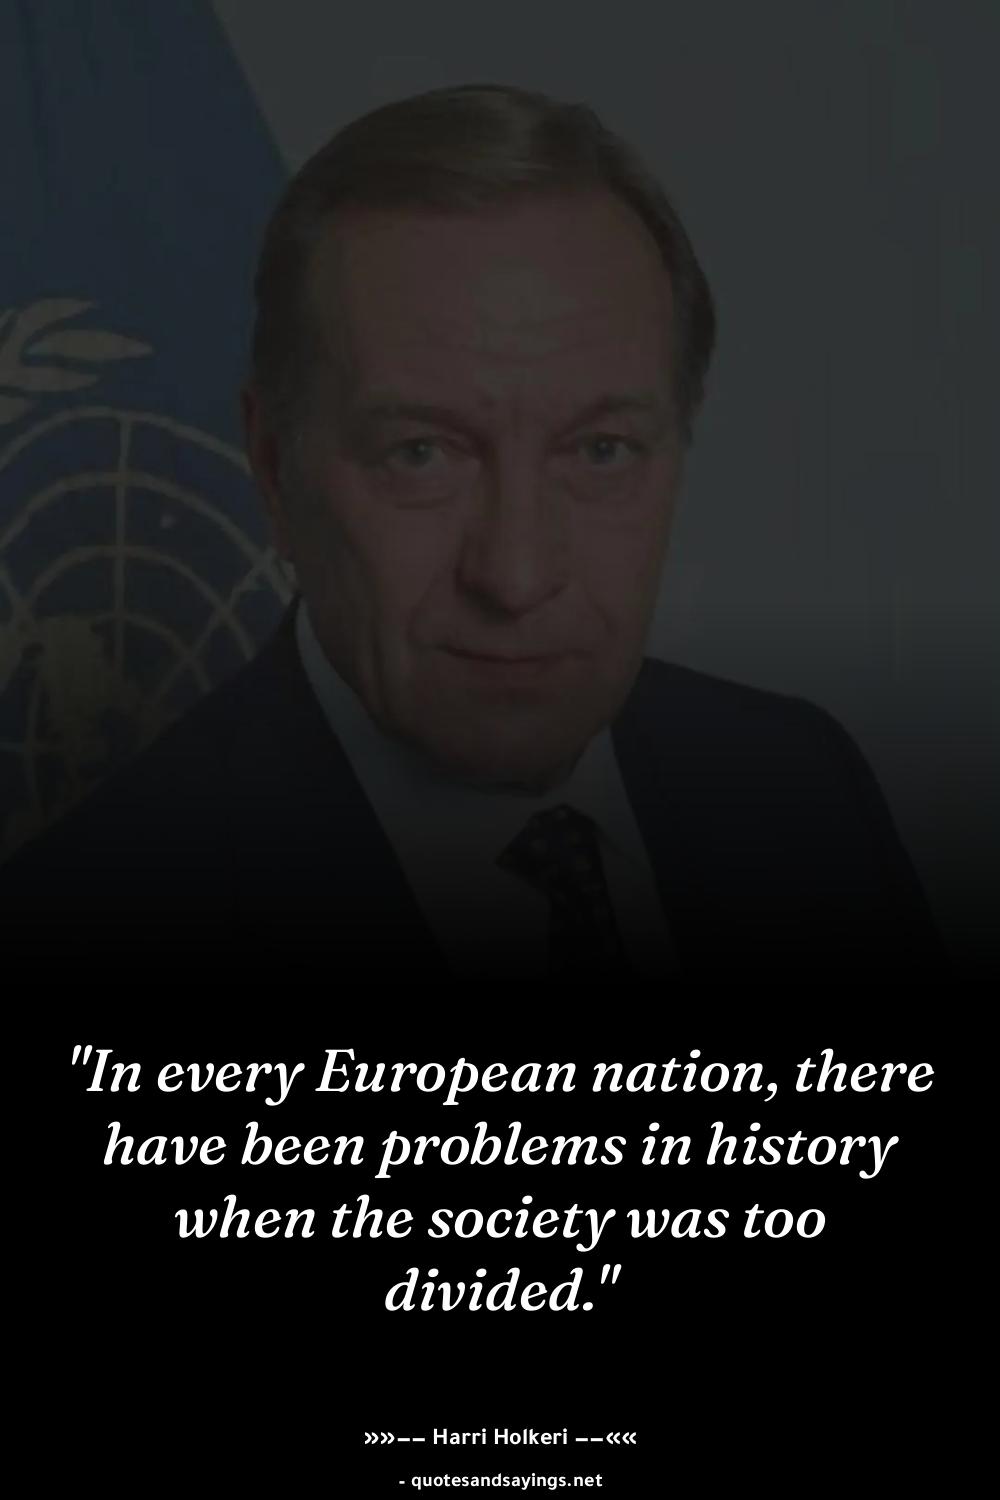 "In every European nation, there
have been problems in history
when the society was too
divided."
»»–– Harri Holkeri ––««
- quotesandsayings.net